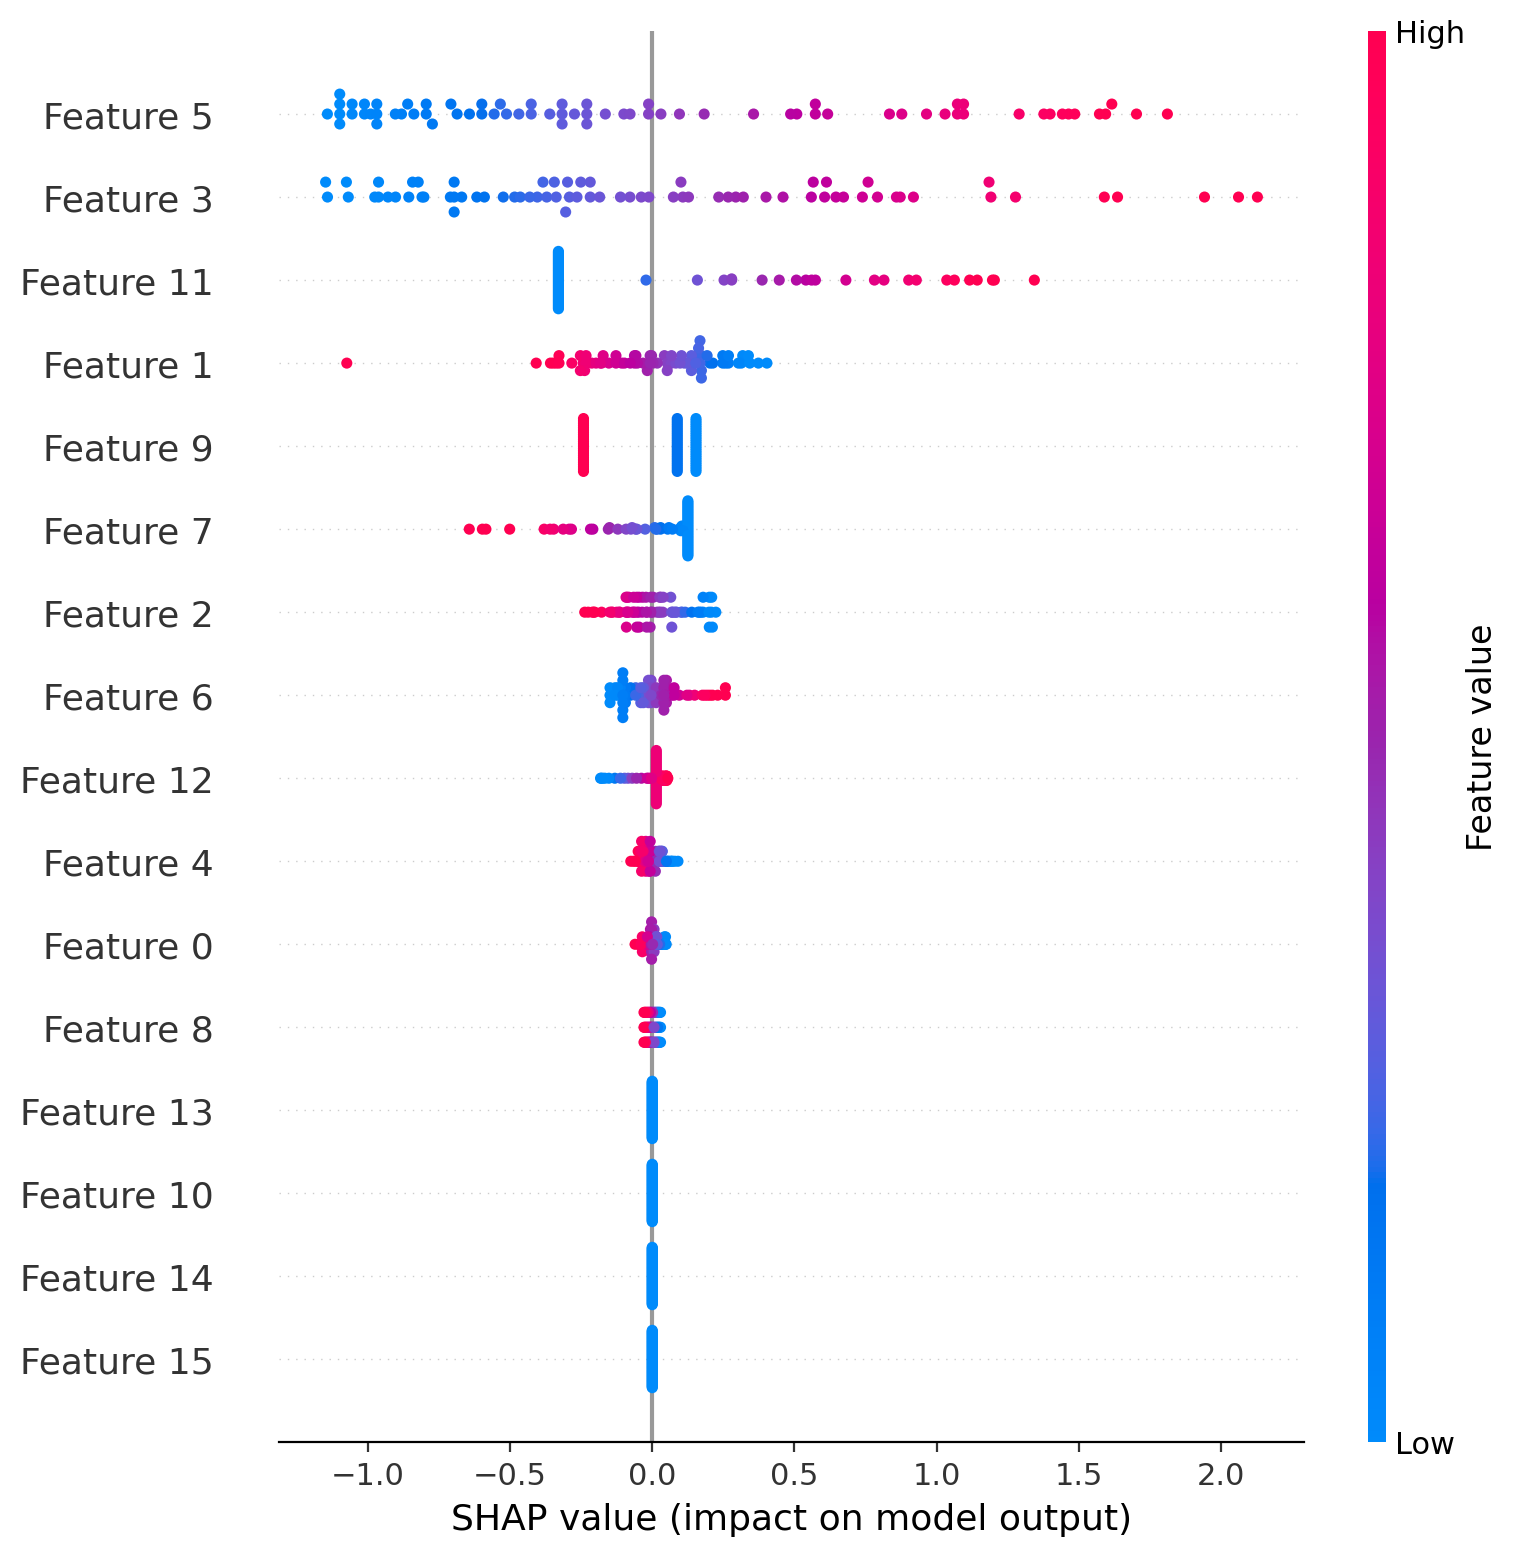 High
Feature 5
Feature 3
Feature 11
Feature 1
Feature 9
Feature 7
Feature 2
Feature 6
Feature 12
Feature 4
Feature 0
Feature 8
Feature 13
Feature 10
Feature 14
Feature 15
Feature value
Low
−1.0 −0.5 0.0 0.5 1.0 1.5 2.0
SHAP value (impact on model output)